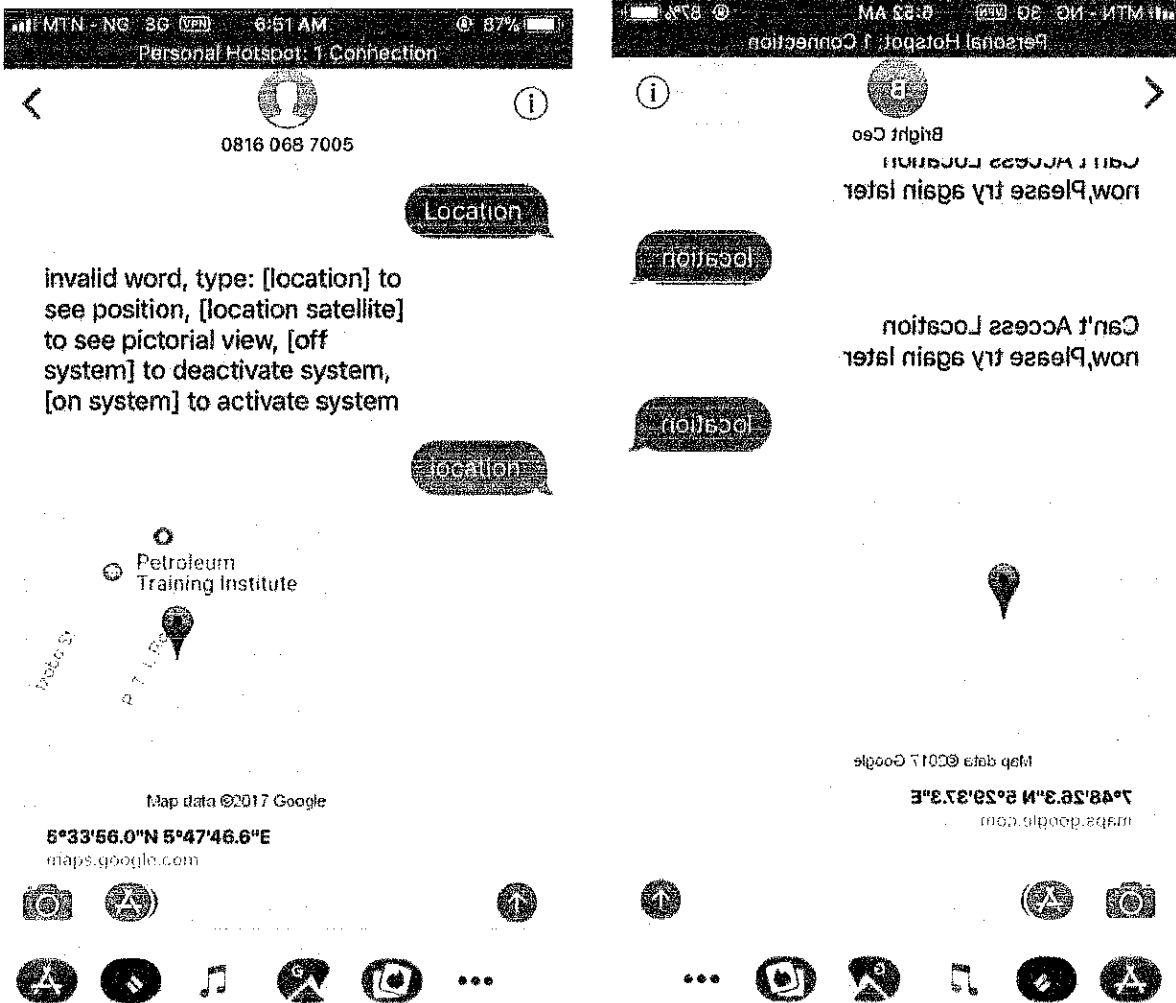 MTN - NG 3G VPN 6:51 AM 87%
Personal Hotspot: 1 Connection
0816 068 7005
Location
invalid word, type: [location] to
see position, [location satellite]
to see pictorial view, [off
system] to deactivate system,
[on system] to activate system
location
Petroleum
Training Institute
P. T. I. Ro
Map data ©2017 Google
5°33'56.0"N 5°47'46.6"E
maps.google.com
MTN - NG 3G VPN 6:52 AM 87%
Personal Hotspot: 1 Connection
B
Bright Ceo
Can't Access Location
now,Please try again later
location
Can't Access Location
now,Please try again later
location
Map data ©2017 Google
7°48'26.3"N 5°29'37.3"E
maps.google.com